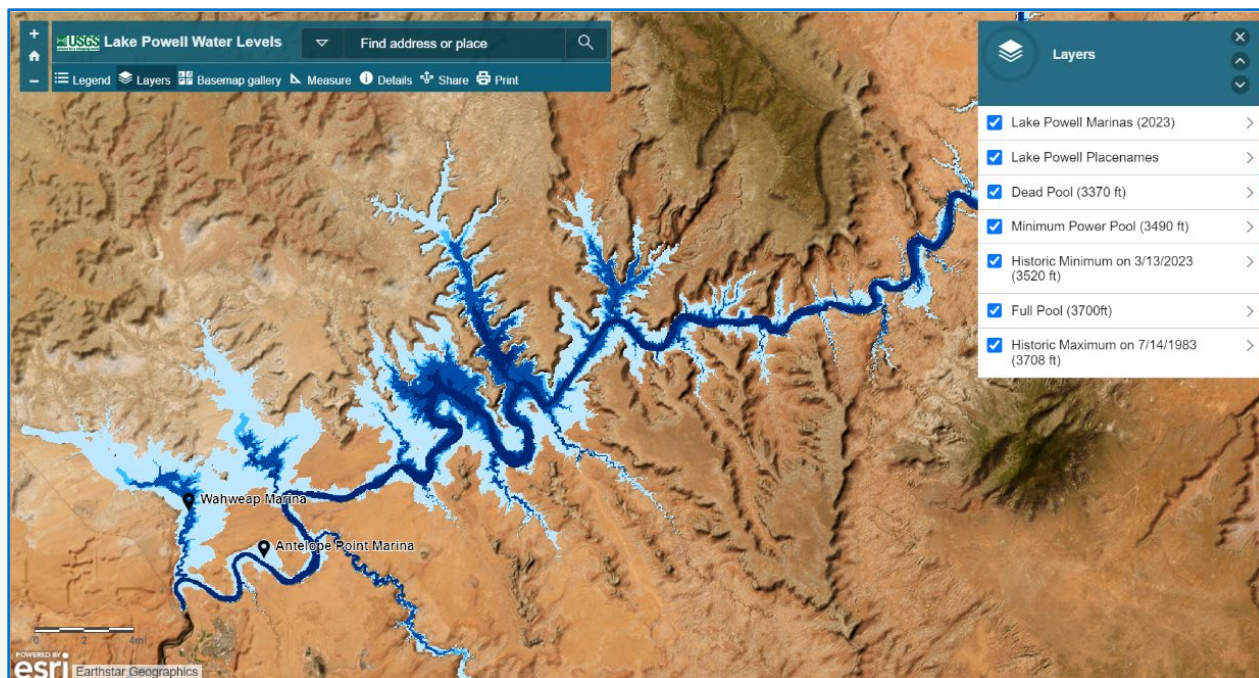 +
USGS Lake Powell Water Levels
Find address or place
−
Legend Layers Basemap gallery Measure Details Share Print
Layers
Lake Powell Marinas (2023)
Lake Powell Placenames
Dead Pool (3370 ft)
Minimum Power Pool (3490 ft)
Historic Minimum on 3/13/2023
(3520 ft)
Full Pool (3700ft)
Historic Maximum on 7/14/1983
(3708 ft)
Wahweap Marina
Antelope Point Marina
0 2 4mi
POWERED BY
esri
Earthstar Geographics